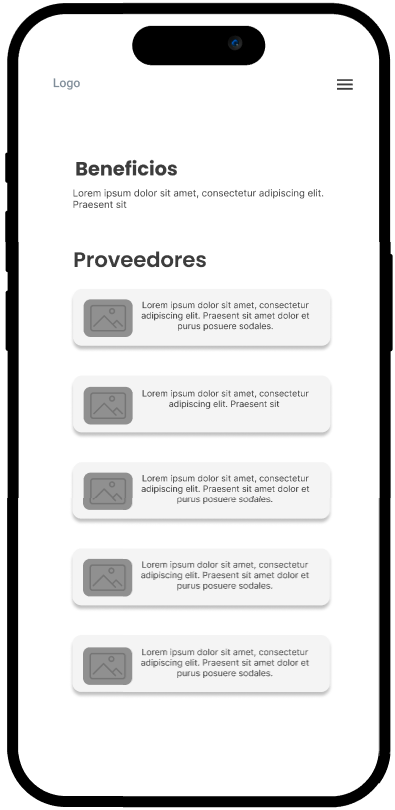 Logo
Beneficios
Lorem ipsum dolor sit amet, consectetur adipiscing elit.
Praesent sit
Proveedores
Lorem ipsum dolor sit amet, consectetur
adipiscing elit. Praesent sit amet dolor et
purus posuere sodales.
Lorem ipsum dolor sit amet, consectetur
adipiscing elit. Praesent sit
Lorem ipsum dolor sit amet, consectetur
adipiscing elit. Praesent sit amet dolor et
purus posuere sodales.
Lorem ipsum dolor sit amet, consectetur
adipiscing elit. Praesent sit amet dolor et
purus posuere sodales.
Lorem ipsum dolor sit amet, consectetur
adipiscing elit. Praesent sit amet dolor et
purus posuere sodales.